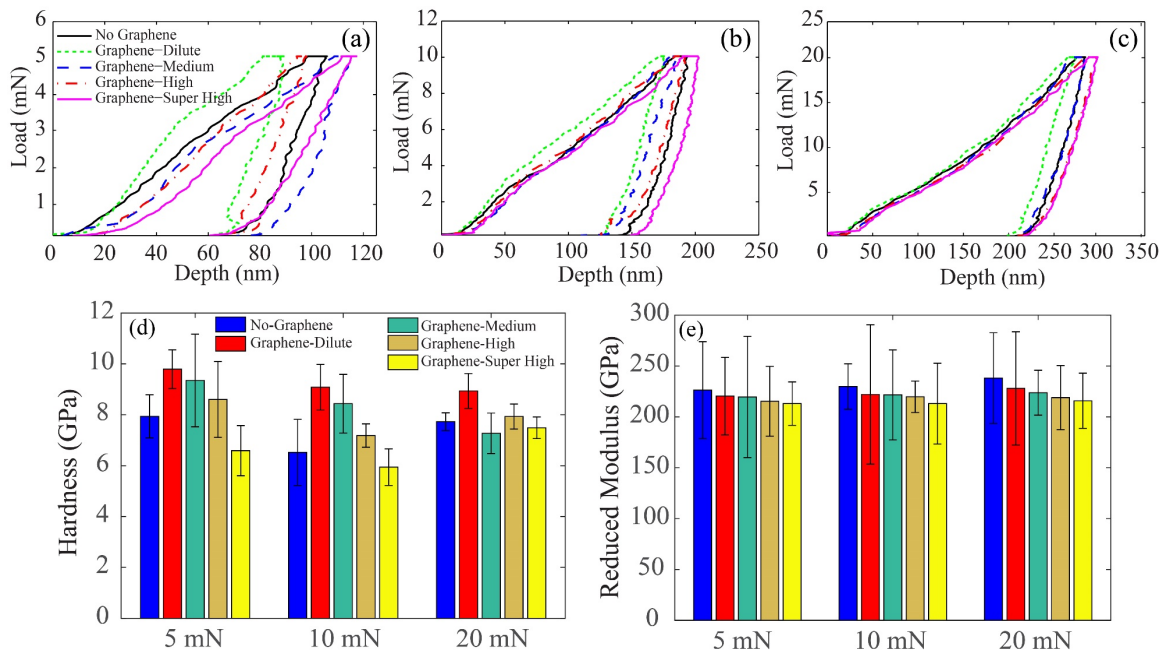 (a)
Load (mN)
6
5
4
3
2
1
0 20 40 60 80 100 120
Depth (nm)
No Graphene
Graphene−Dilute
Graphene−Medium
Graphene−High
Graphene−Super High
(b)
Load (mN)
12
10
8
6
4
2
0 50 100 150 200 250
Depth (nm)
(c)
Load (mN)
25
20
15
10
5
0 50 100 150 200 250 300 350
Depth (nm)
(d)
Hardness (GPa)
12
10
8
6
4
2
0
5 mN 10 mN 20 mN
No-Graphene
Graphene-Dilute
Graphene-Medium
Graphene-High
Graphene-Super High
(e)
Reduced Modulus (GPa)
300
250
200
150
100
50
0
5 mN 10 mN 20 mN